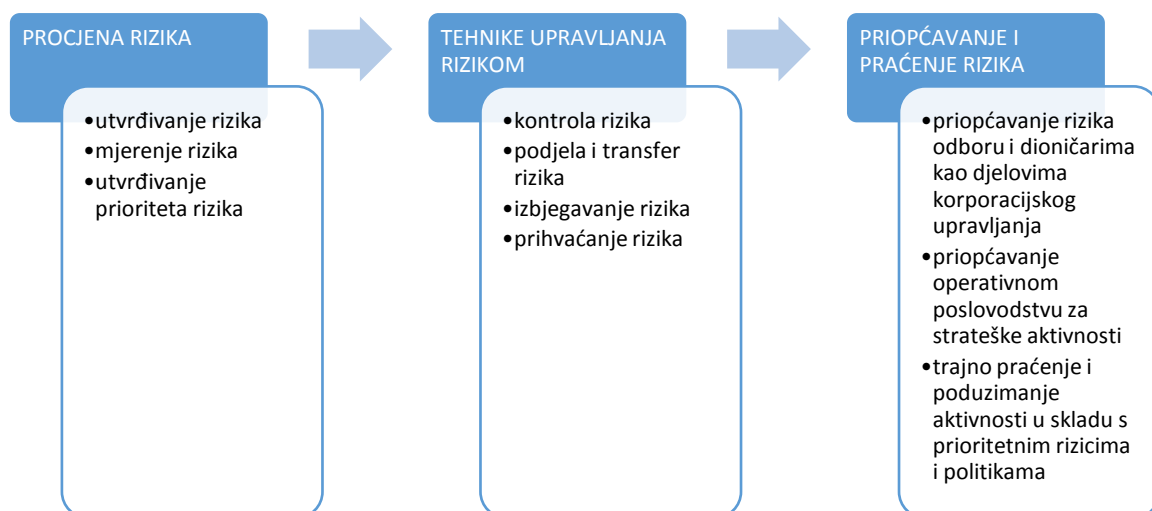 PROCJENA RIZIKA
•utvrđivanje rizika
•mjerenje rizika
•utvrđivanje
prioriteta rizika
TEHNIKE UPRAVLJANJA
RIZIKOM
•kontrola rizika
•podjela i transfer
rizika
•izbjegavanje rizika
•prihvaćanje rizika
PRIOPĆAVANJE I
PRAĆENJE RIZIKA
•priopćavanje rizika
odboru i dioničarima
kao djelovima
korporacijskog
upravljanja
•priopćavanje
operativnom
poslovodstvu za
strateške aktivnosti
•trajno praćenje i
poduzimanje
aktivnosti u skladu s
prioritetnim rizicima
i politikama